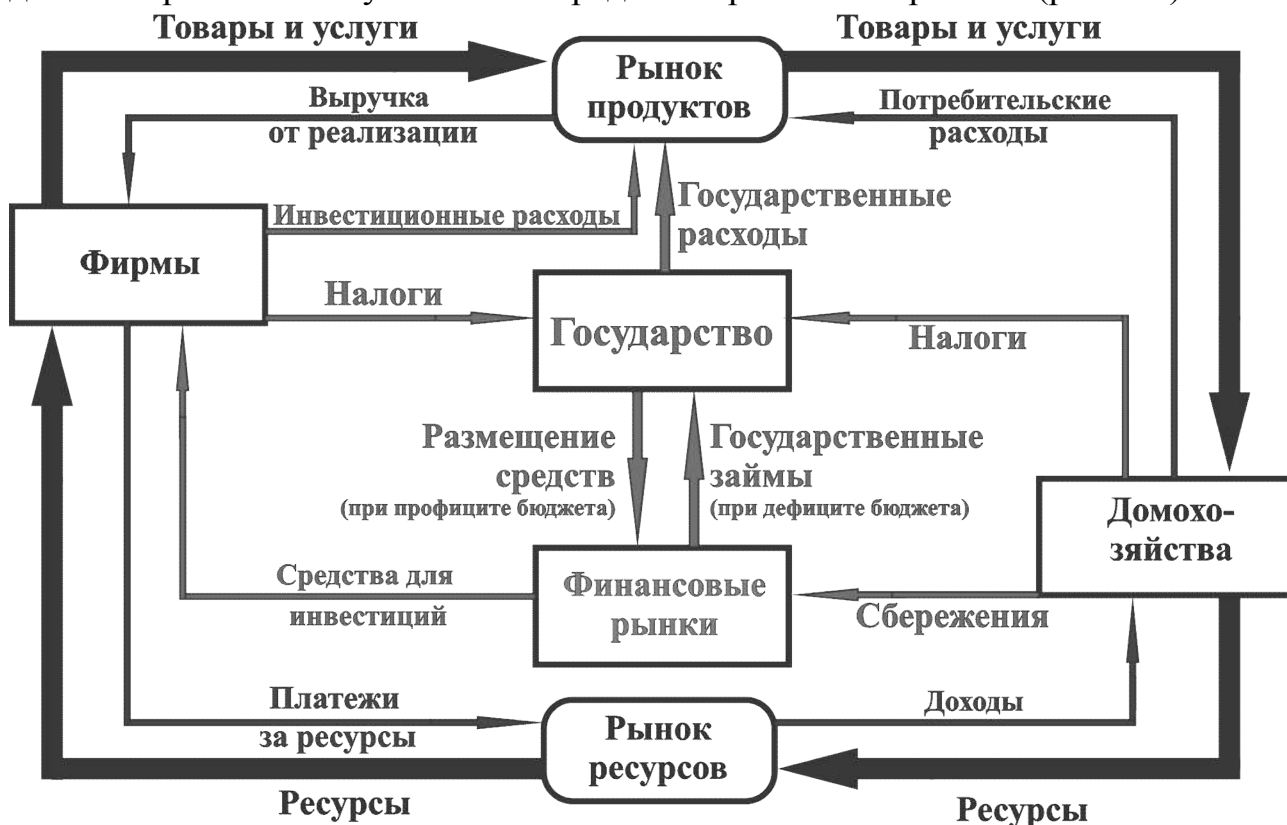 Товары и услуги
Товары и услуги
Рынок
продуктов
Выручка
от реализации
Потребительские
расходы
Государственные
расходы
Инвестиционные расходы
Фирмы
Налоги
Государство
Налоги
Размещение
средств
(при профиците бюджета)
Государственные
займы
(при дефиците бюджета)
Домохо-
зяйства
Средства для
инвестиций
Финансовые
рынки
Сбережения
Платежи
за ресурсы
Рынок
ресурсов
Доходы
Ресурсы
Ресурсы